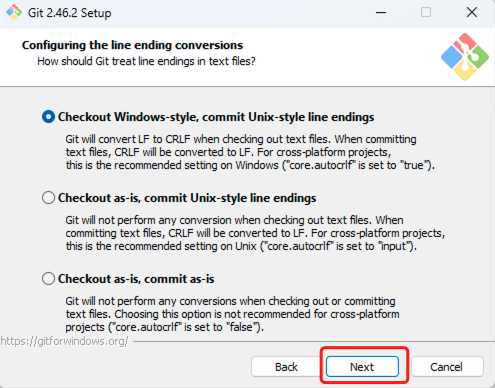 Git 2.46.2 Setup
Configuring the line ending conversions
How should Git treat line endings in text files?
Checkout Windows-style, commit Unix-style line endings
Git will convert LF to CRLF when checking out text files. When committing
text files, CRLF will be converted to LF. For cross-platform projects,
this is the recommended setting on Windows ("core.autocrlf" is set to "true").
Checkout as-is, commit Unix-style line endings
Git will not perform any conversion when checking out text files. When
committing text files, CRLF will be converted to LF. For cross-platform projects,
this is the recommended setting on Unix ("core.autocrlf" is set to "input").
Checkout as-is, commit as-is
Git will not perform any conversions when checking out or committing
text files. Choosing this option is not recommended for cross-platform
projects ("core.autocrlf" is set to "false").
https://gitforwindows.org/
Back Next Cancel